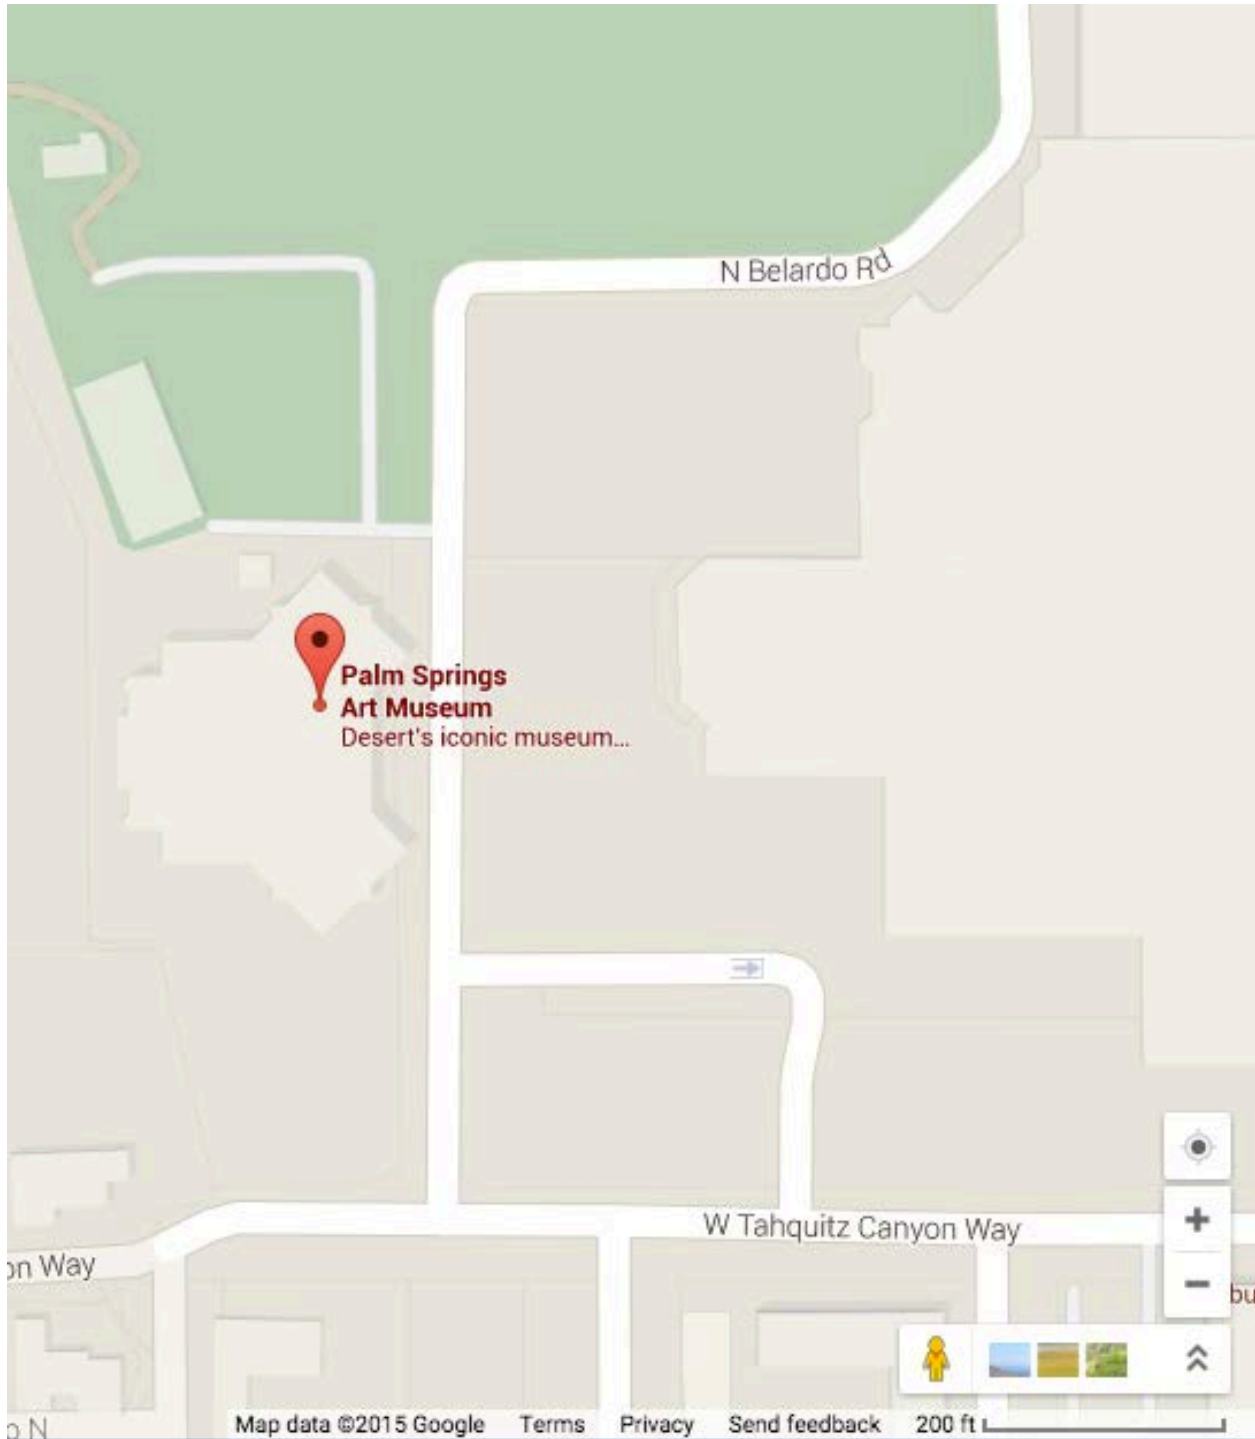 N Belardo Rd
Palm Springs
Art Museum
Desert's iconic museum...
W Tahquitz Canyon Way
on Way
bu
o N
Map data ©2015 Google Terms Privacy Send feedback 200 ft